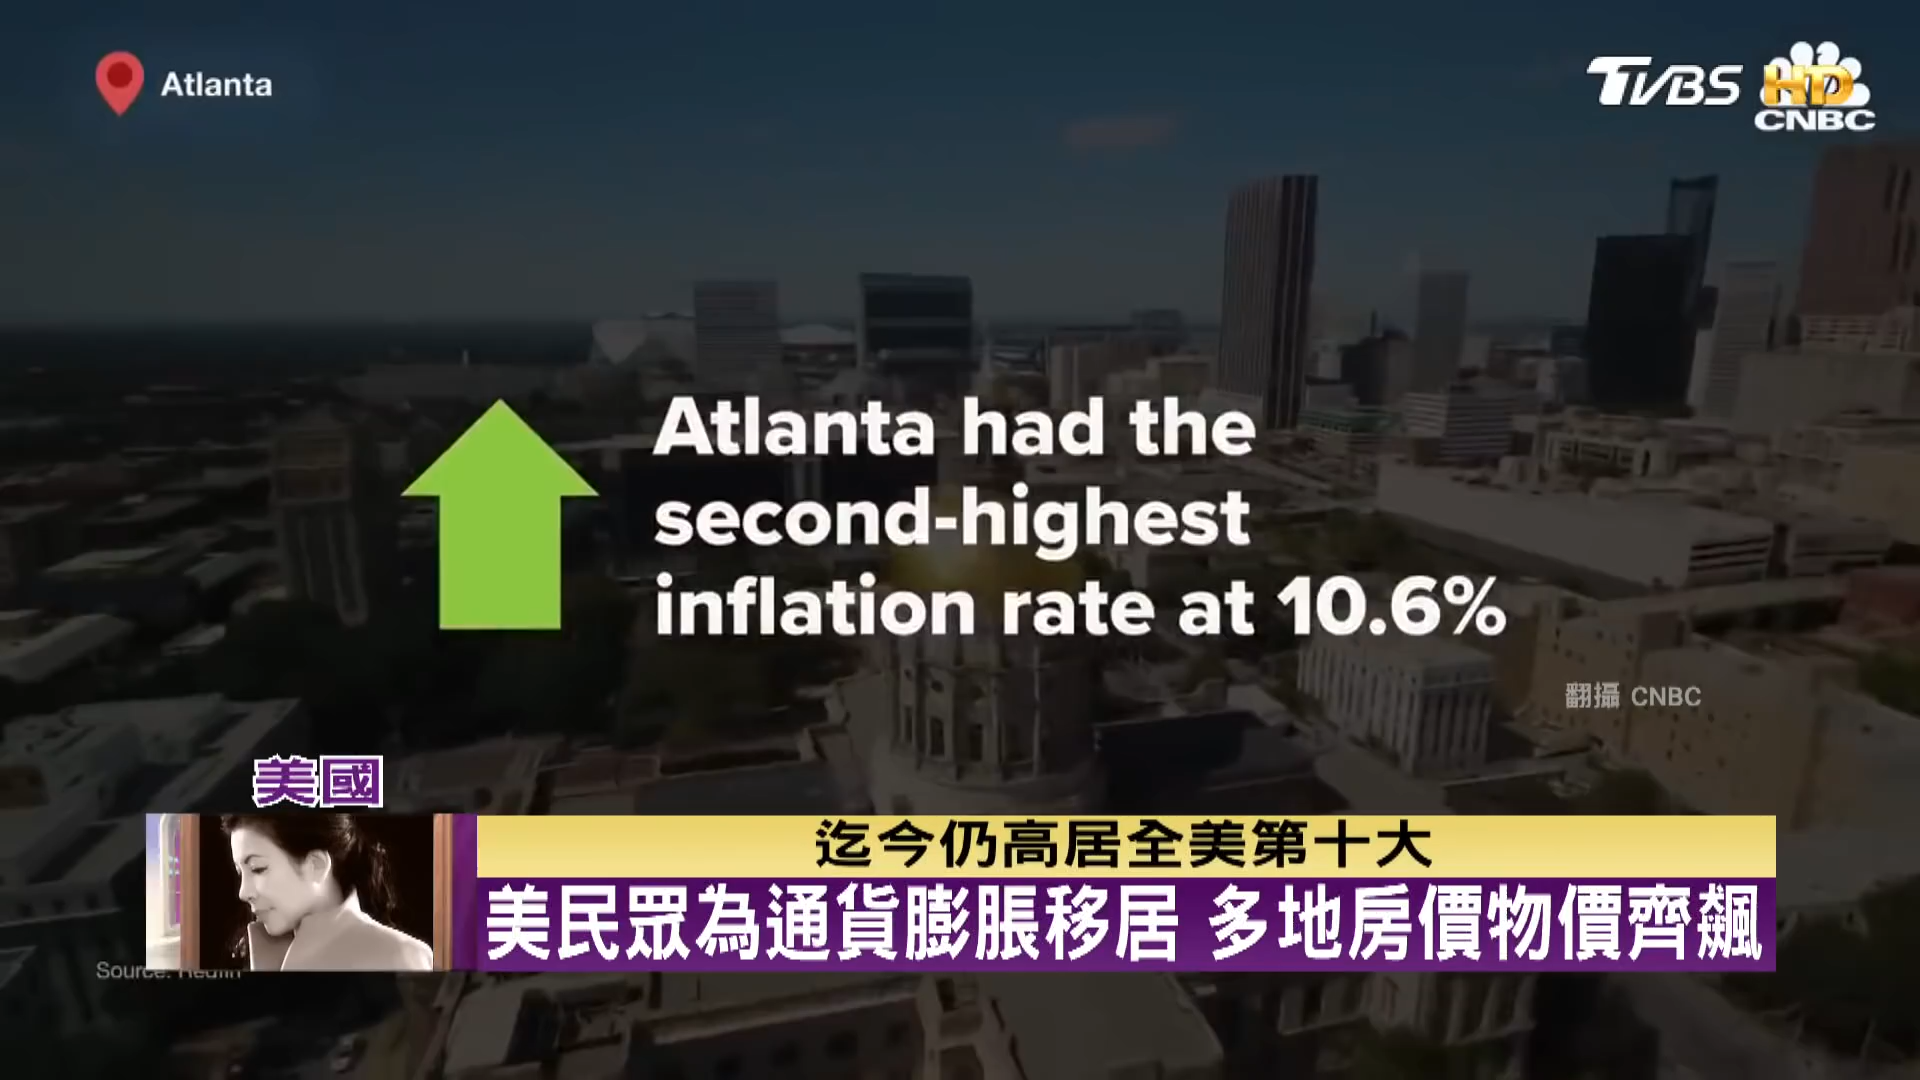 Atlanta
TVBS
HD
CNBC
Atlanta had the
second-highest
inflation rate at 10.6%
翻攝 CNBC
美國
迄今仍高居全美第十大
美民眾為通貨膨脹移居 多地房價物價齊飆
Source: Redfin